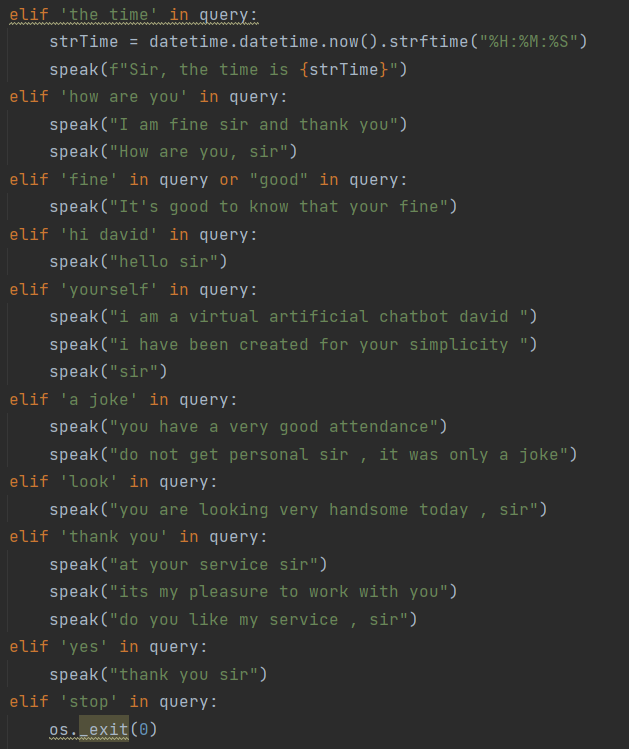 elif 'the time' in query:
    strTime = datetime.datetime.now().strftime("%H:%M:%S")
    speak(f"Sir, the time is {strTime}")
elif 'how are you' in query:
    speak("I am fine sir and thank you")
    speak("How are you, sir")
elif 'fine' in query or "good" in query:
    speak("It's good to know that your fine")
elif 'hi david' in query:
    speak("hello sir")
elif 'yourself' in query:
    speak("i am a virtual artificial chatbot david ")
    speak("i have been created for your simplicity ")
    speak("sir")
elif 'a joke' in query:
    speak("you have a very good attendance")
    speak("do not get personal sir , it was only a joke")
elif 'look' in query:
    speak("you are looking very handsome today , sir")
elif 'thank you' in query:
    speak("at your service sir")
    speak("its my pleasure to work with you")
    speak("do you like my service , sir")
elif 'yes' in query:
    speak("thank you sir")
elif 'stop' in query:
    os._exit(0)